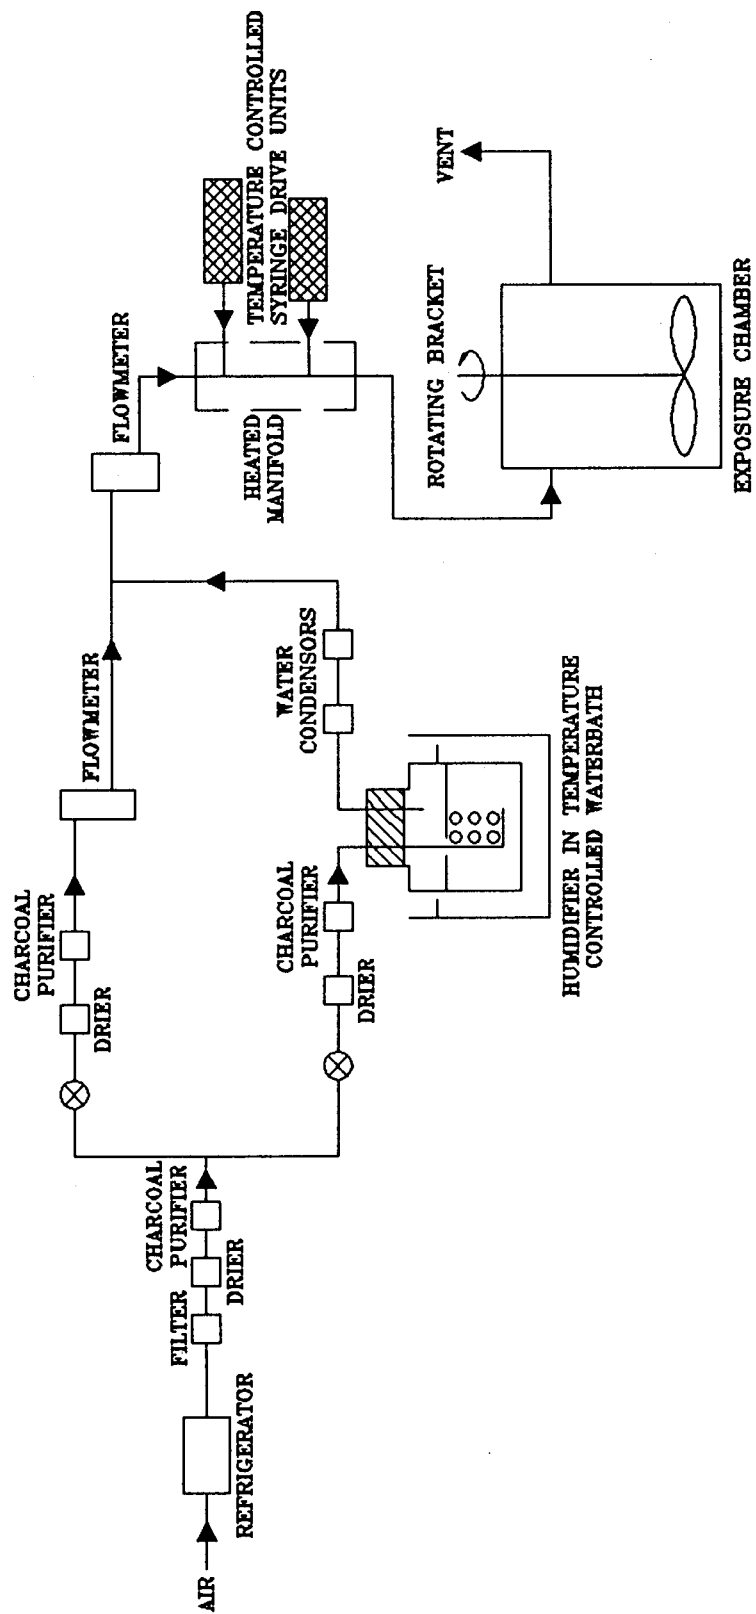 AIR
REFRIGERATOR
FILTER
DRIER
CHARCOAL
PURIFIER
DRIER
CHARCOAL
PURIFIER
FLOWMETER
DRIER
CHARCOAL
PURIFIER
HUMIDIFIER IN TEMPERATURE
CONTROLLED WATERBATH
WATER
CONDENSORS
FLOWMETER
HEATED
MANIFOLD
TEMPERATURE CONTROLLED
SYRINGE DRIVE UNITS
ROTATING BRACKET
VENT
EXPOSURE CHAMBER